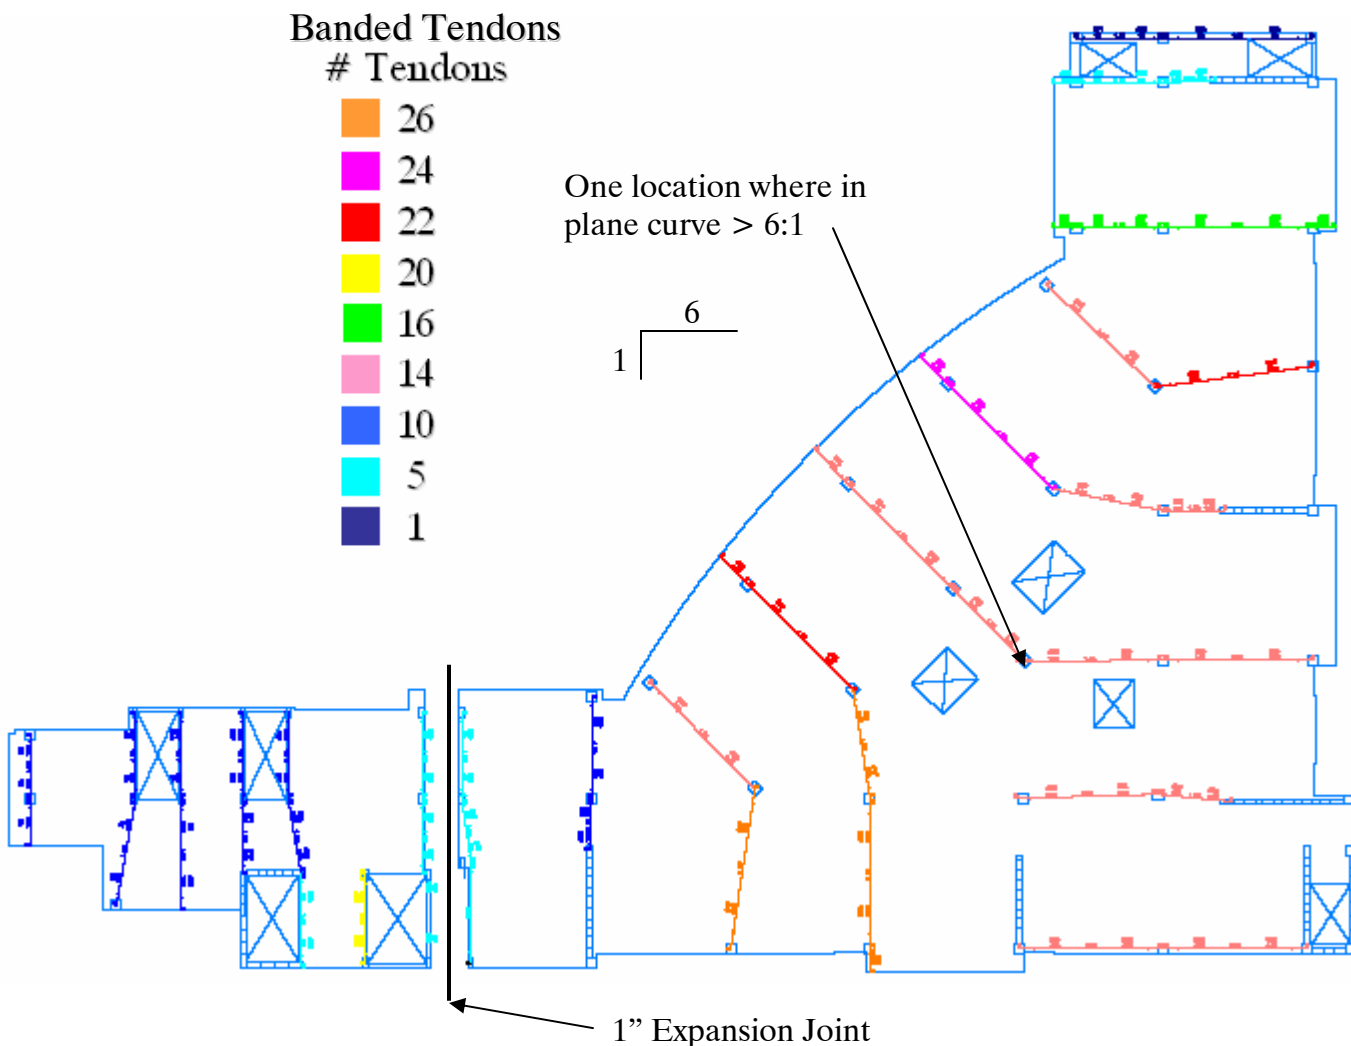 Banded Tendons
# Tendons
26
24
22
20
16
14
10
5
1
One location where in
plane curve > 6:1
6
1
1” Expansion Joint